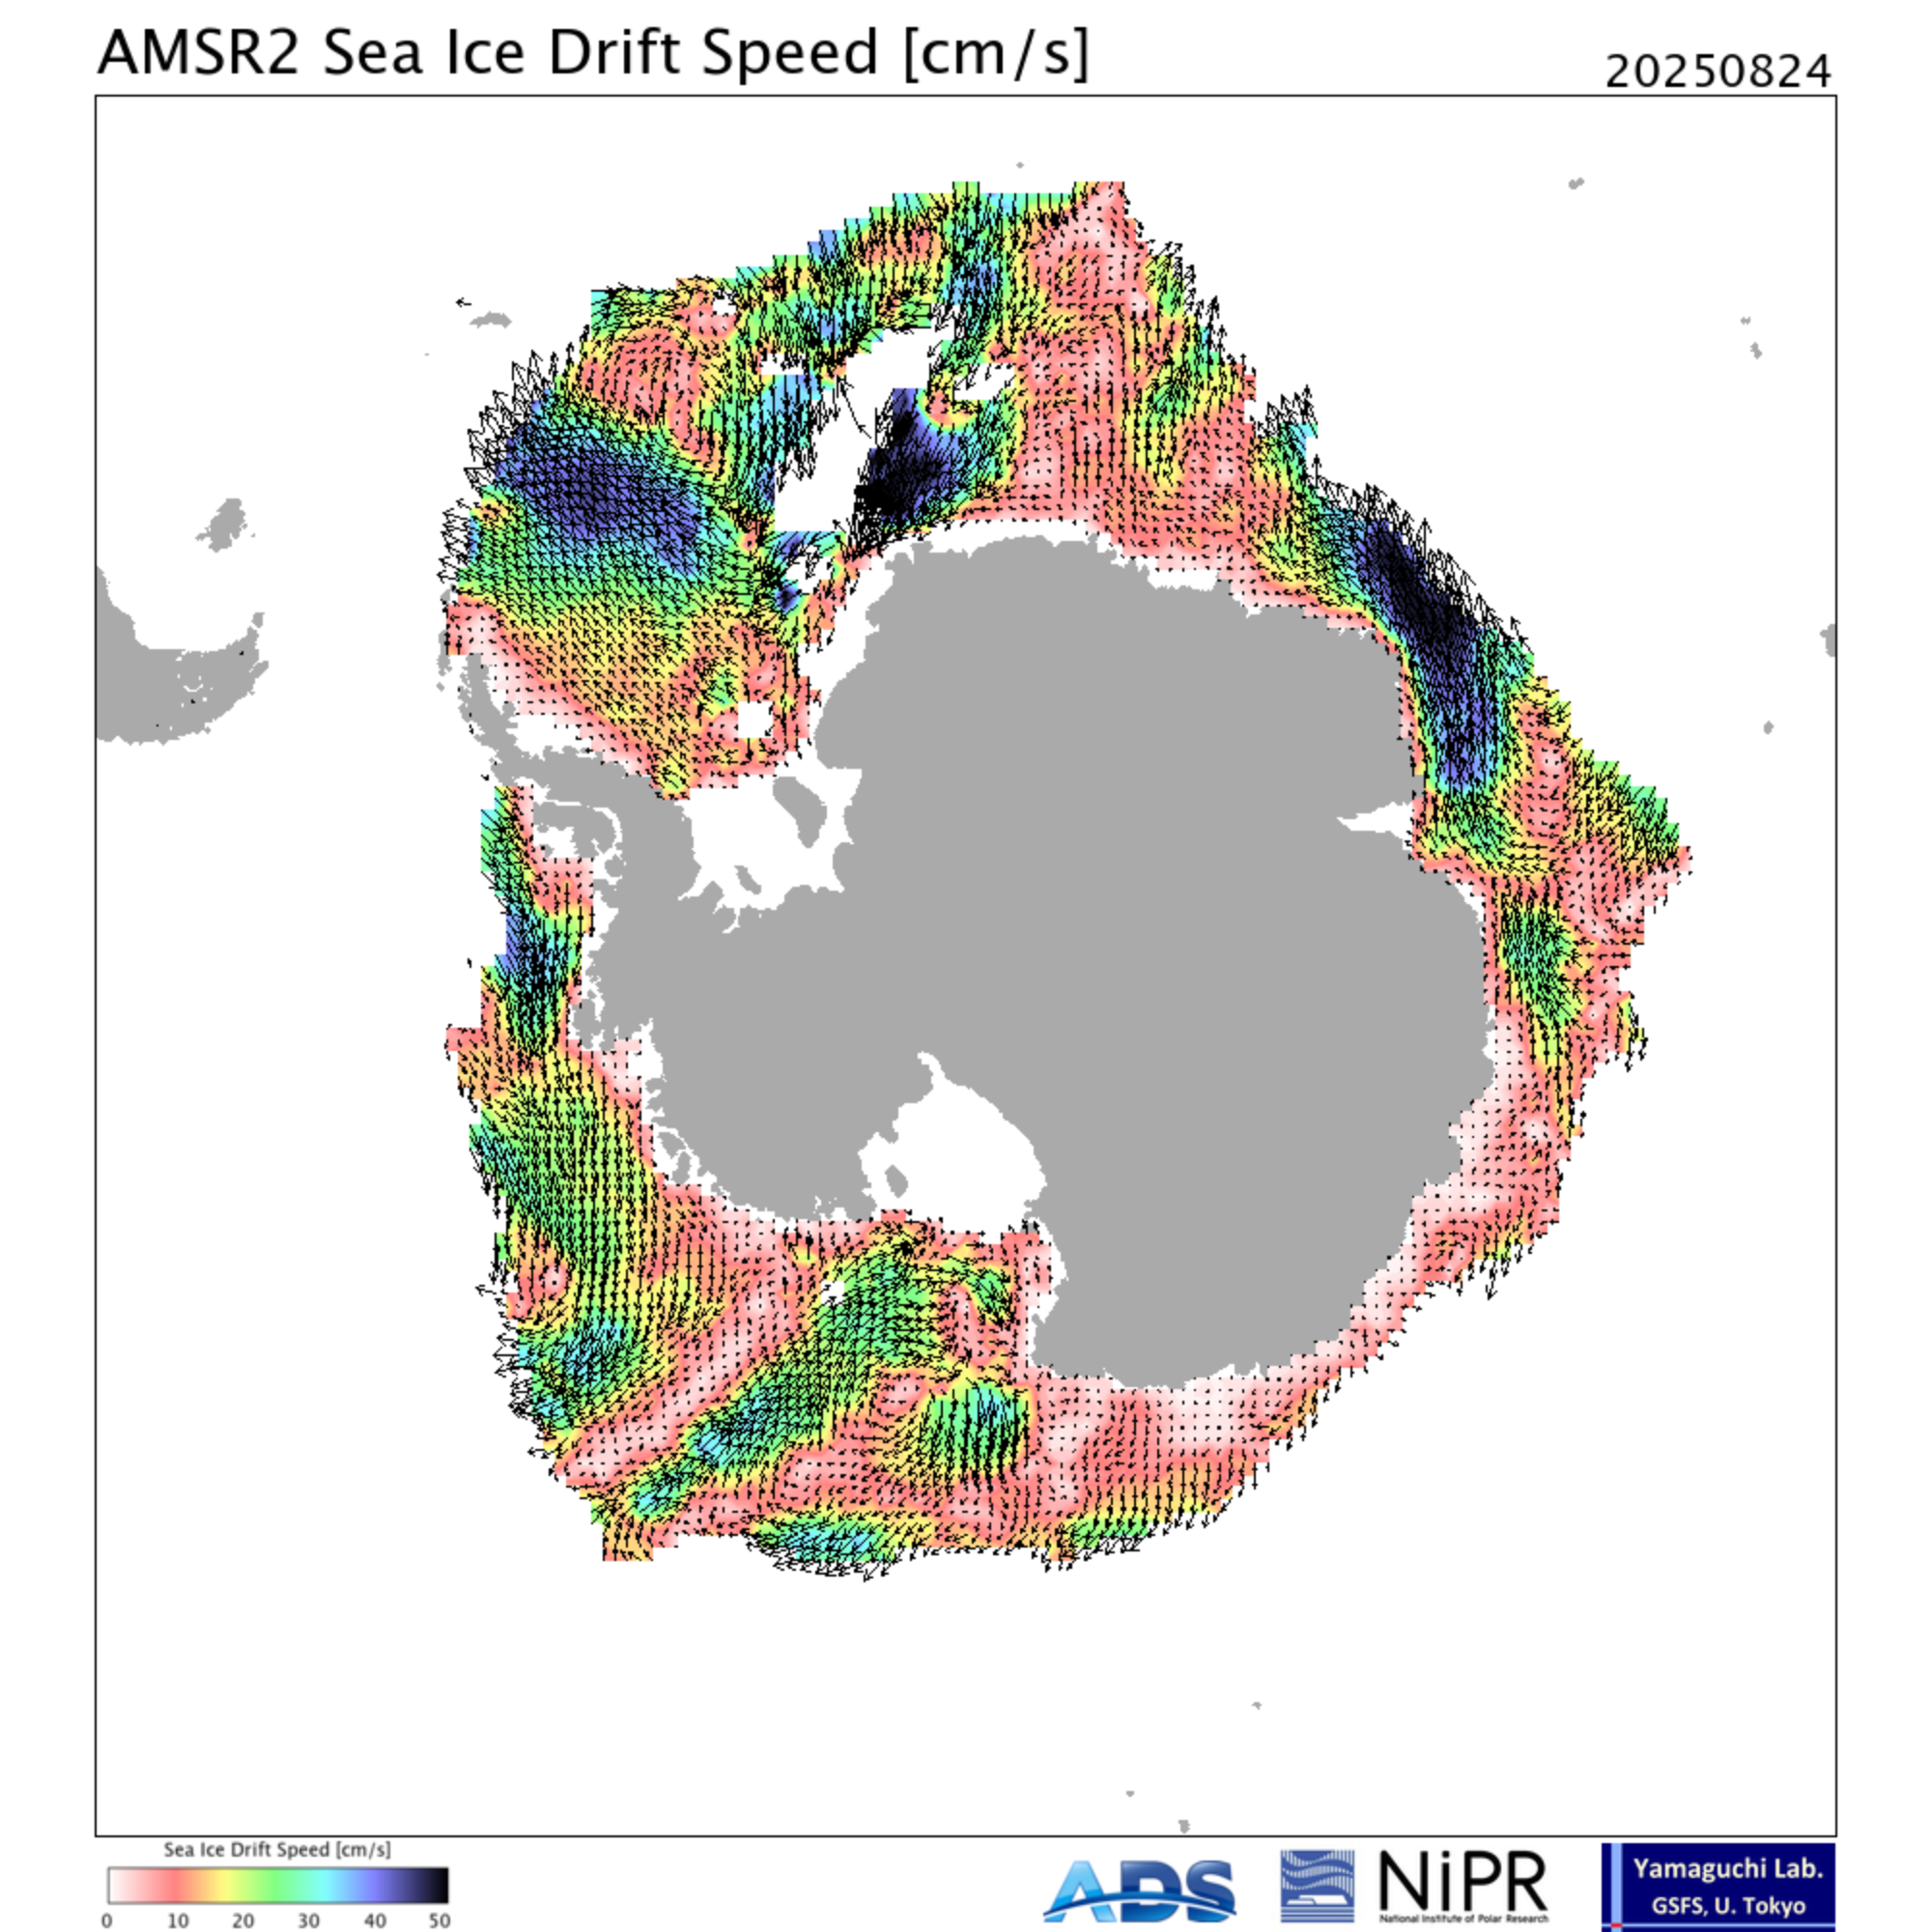 AMSR2 Sea Ice Drift Speed [cm/s]
20250824
Sea Ice Drift Speed [cm/s]
0 10 20 30 40 50
ADS
NiPR
National Institute of Polar Research
Yamaguchi Lab.
GSFS, U. Tokyo